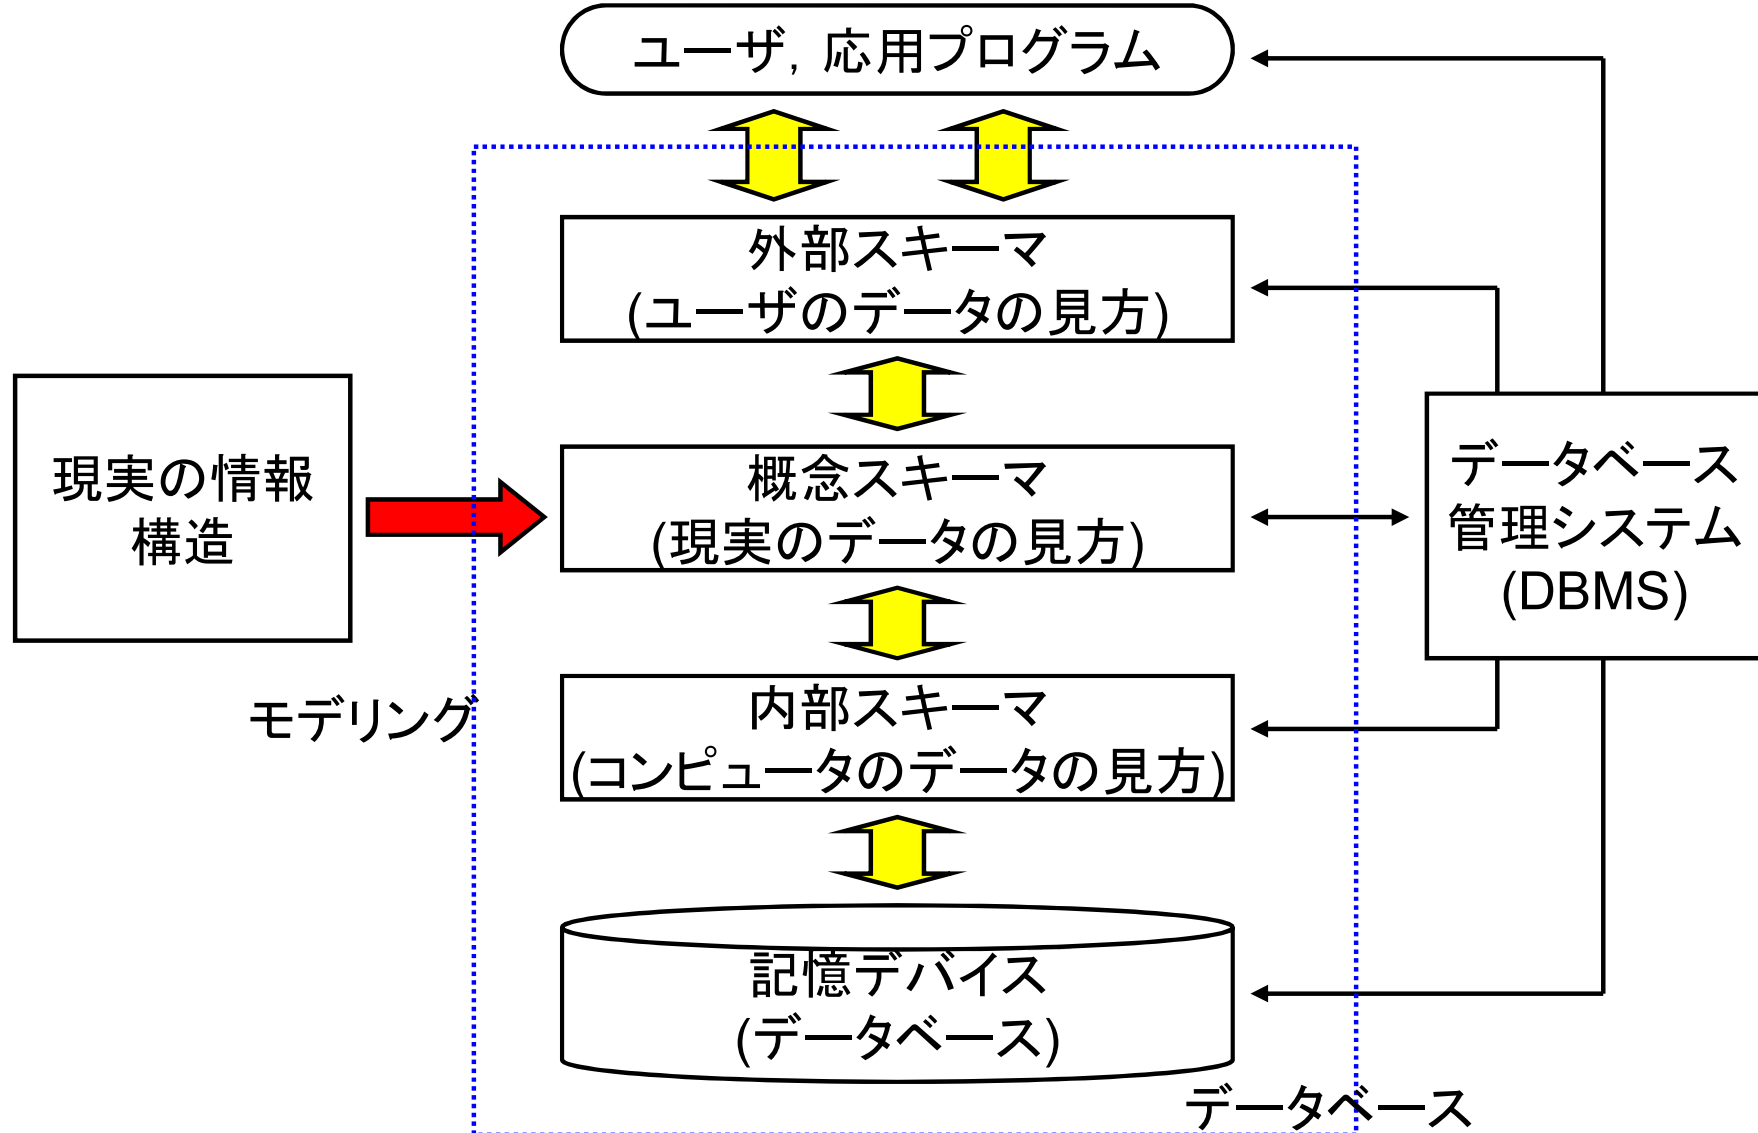 ユーザ, 応用プログラム
外部スキーマ
(ユーザのデータの見方)
現実の情報
構造
概念スキーマ
(現実のデータの見方)
データベース
管理システム
(DBMS)
モデリング
内部スキーマ
(コンピュータのデータの見方)
記憶デバイス
(データベース)
データベース